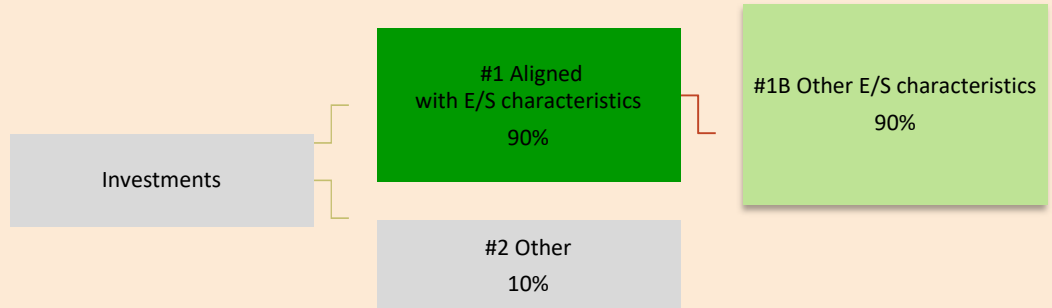 Investments
#1 Aligned
with E/S characteristics
90%
#1B Other E/S characteristics
90%
#2 Other
10%